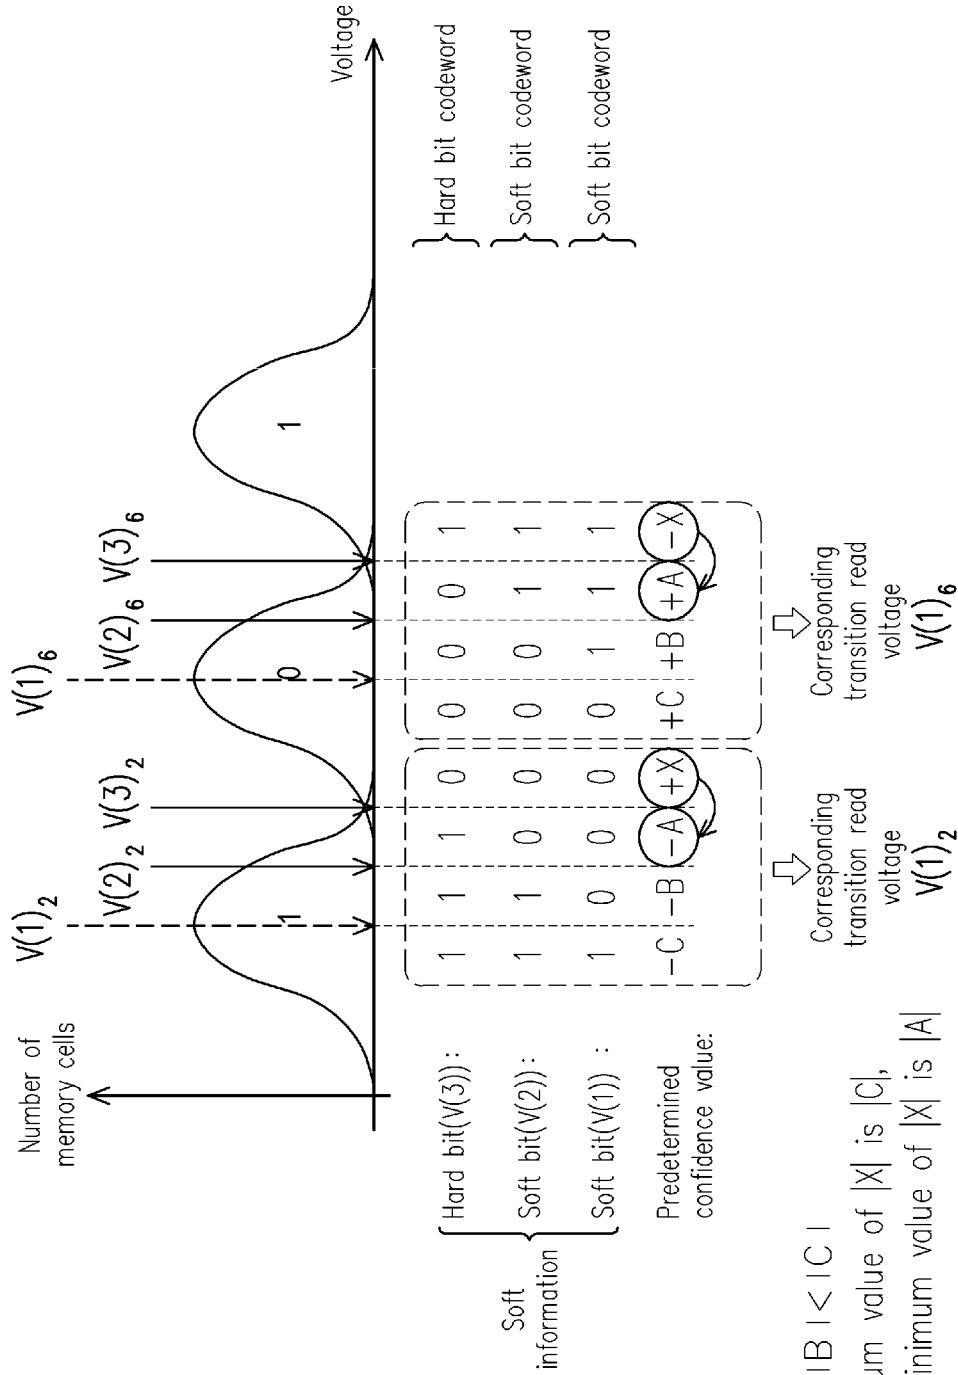 Number of
memory cells
V(1)₂
V(2)₂
V(3)₂
V(1)₆
V(2)₆
V(3)₆
1
0
1
Voltage
Soft
information
Hard bit(V(3)): 1 1 1 0 0 0 0 1 Hard bit codeword
Soft bit(V(2)): 1 1 0 0 0 0 1 1 Soft bit codeword
Soft bit(V(1)) : 1 0 0 0 0 1 1 1 Soft bit codeword
Predetermined
confidence value: -C -B -A +X +C +B +A -X
Corresponding
transition read
voltage
V(1)₂
Corresponding
transition read
voltage
V(1)₆
|B|<|C|
value of |X| is |C|,
value of |X| is |A|